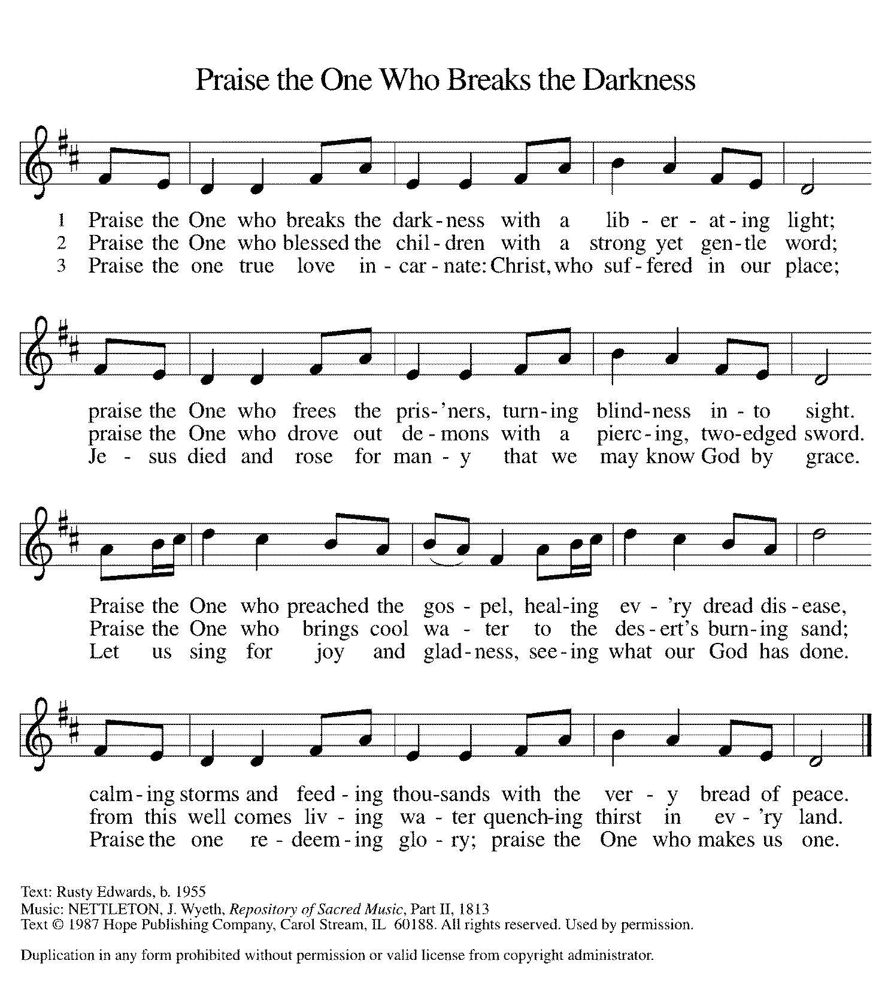 Praise the One Who Breaks the Darkness
1 Praise the One who breaks the dark - ness with a lib - er - at - ing light;
2 Praise the One who blessed the chil - dren with a strong yet gen - tle word;
3 Praise the one true love in - car - nate: Christ, who suf - fered in our place;
praise the One who frees the pris - 'ners, turn - ing blind - ness in - to sight.
praise the One who drove out de - mons with a pierc - ing, two-edged sword.
Je - sus died and rose for man - y that we may know God by grace.
Praise the One who preached the gos - pel, heal - ing ev - 'ry dread dis - ease,
Praise the One who brings cool wa - ter to the des - ert's burn - ing sand;
Let us sing for joy and glad - ness, see - ing what our God has done.
calm - ing storms and feed - ing thou - sands with the ver - y bread of peace.
from this well comes liv - ing wa - ter quench - ing thirst in ev - 'ry land.
Praise the one re - deem - ing glo - ry; praise the One who makes us one.
Text: Rusty Edwards, b. 1955
Music: NETTLETON, J. Wyeth, Repository of Sacred Music, Part II, 1813
Text © 1987 Hope Publishing Company, Carol Stream, IL 60188. All rights reserved. Used by permission.
Duplication in any form prohibited without permission or valid license from copyright administrator.